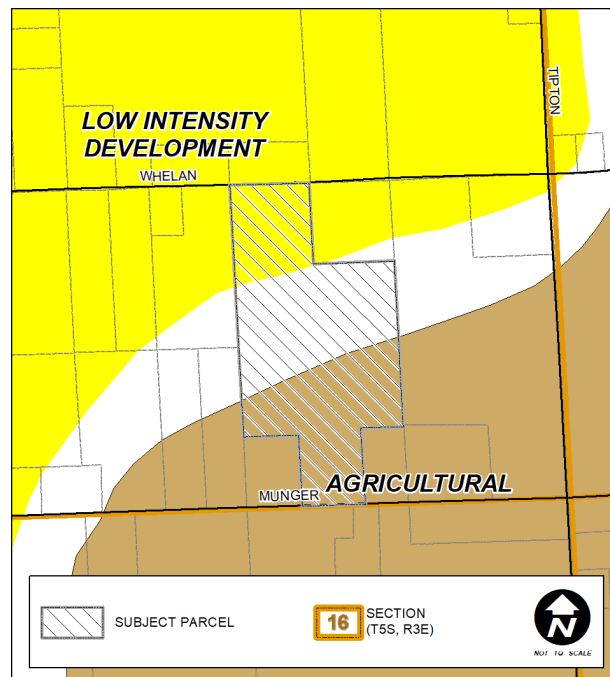 TIPTON
LOW INTENSITY
DEVELOPMENT
WHELAN
MUNGER
AGRICULTURAL
SUBJECT PARCEL
16
SECTION
(T5S, R3E)
N
NOT TO SCALE